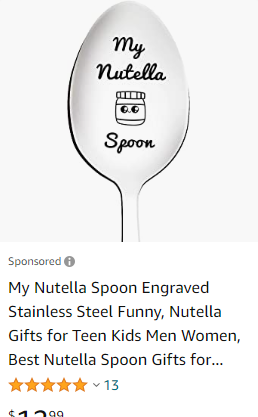 My
Nutella
Spoon
Sponsored
My Nutella Spoon Engraved
Stainless Steel Funny, Nutella
Gifts for Teen Kids Men Women,
Best Nutella Spoon Gifts for...
13
$1299